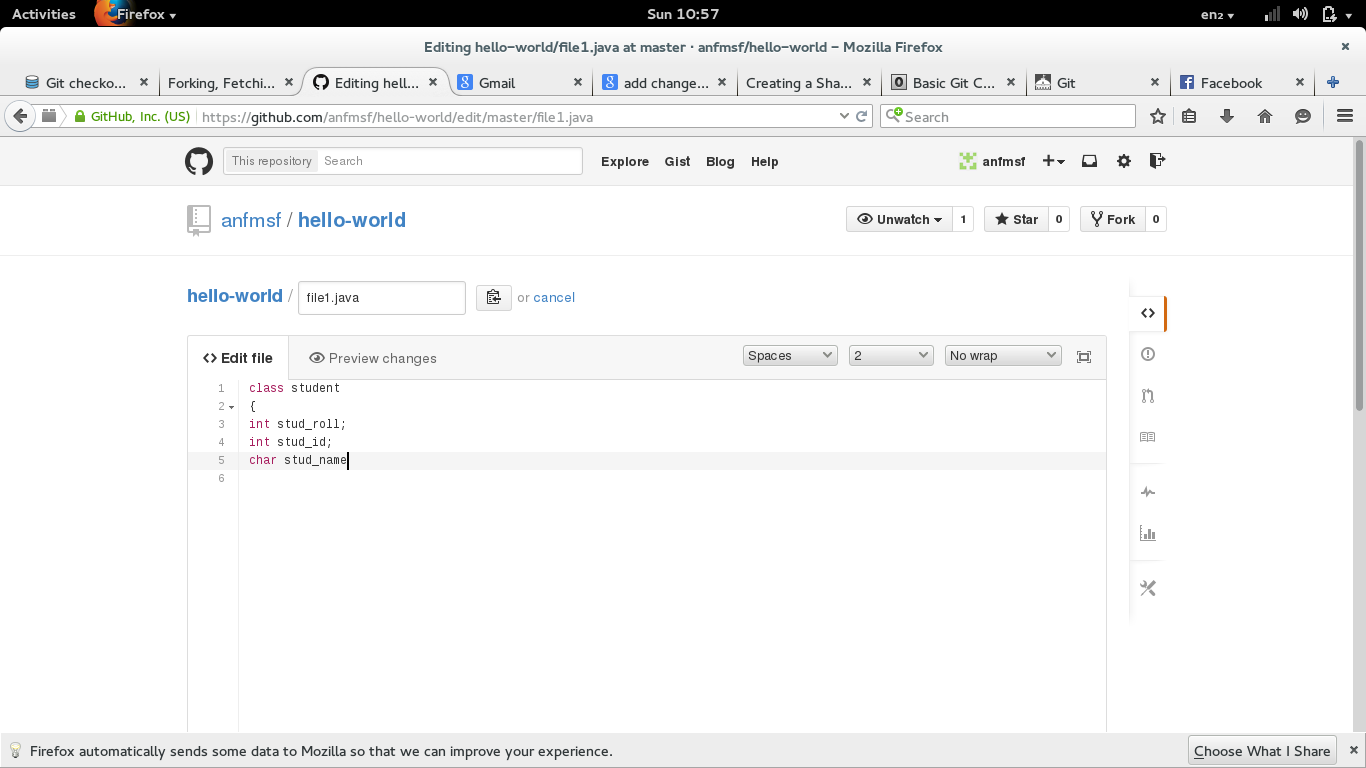 Activities Firefox Sun 10:57 en₂
Editing hello-world/file1.java at master · anfmsf/hello-world – Mozilla Firefox
Git checko... Forking, Fetchi... Editing hell... Gmail add change... Creating a Sha... Basic Git C... Git Facebook
GitHub, Inc. (US) https://github.com/anfmsf/hello-world/edit/master/file1.java Search
This repository Search Explore Gist Blog Help anfmsf
anfmsf / hello-world Unwatch 1 Star 0 Fork 0
hello-world / file1.java or cancel
Edit file Preview changes Spaces 2 No wrap
1 class student
2 {
3 int stud_roll;
4 int stud_id;
5 char stud_name
6
Firefox automatically sends some data to Mozilla so that we can improve your experience. Choose What I Share